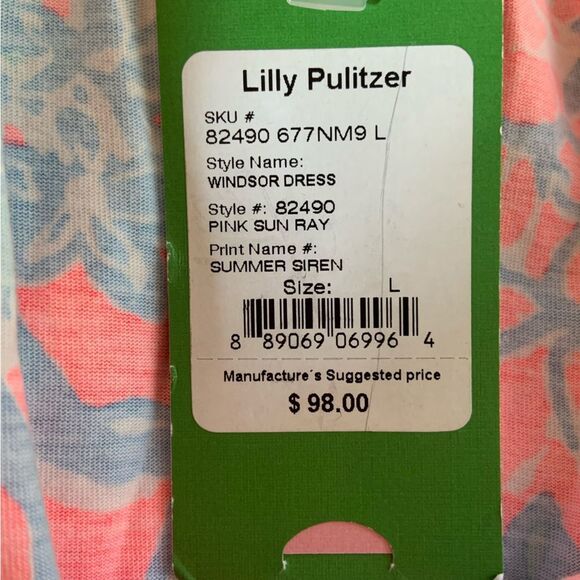 Lilly Pulitzer
SKU #
82490 677NM9 L
Style Name:
WINDSOR DRESS
Style #: 82490
PINK SUN RAY
Print Name #:
SUMMER SIREN
Size: L
8 89069 06996 4
Manufacture's Suggested price
$ 98.00